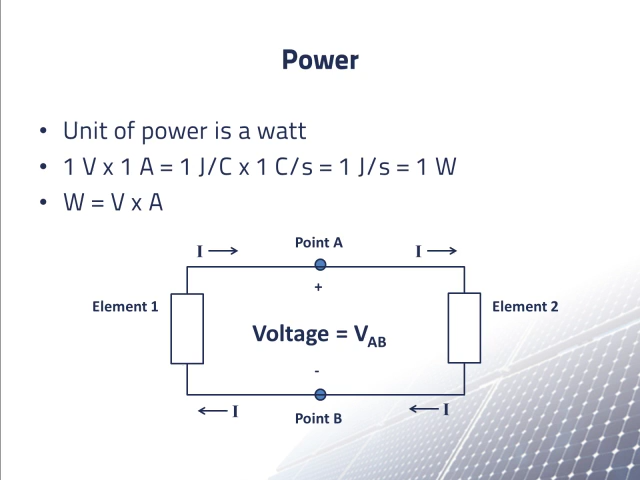 Power
• Unit of power is a watt
• 1 V x 1 A = 1 J/C x 1 C/s = 1 J/s = 1 W
• W = V x A
Point A
I
I
+
Element 1
Element 2
Voltage = V_AB
-
I
I
Point B